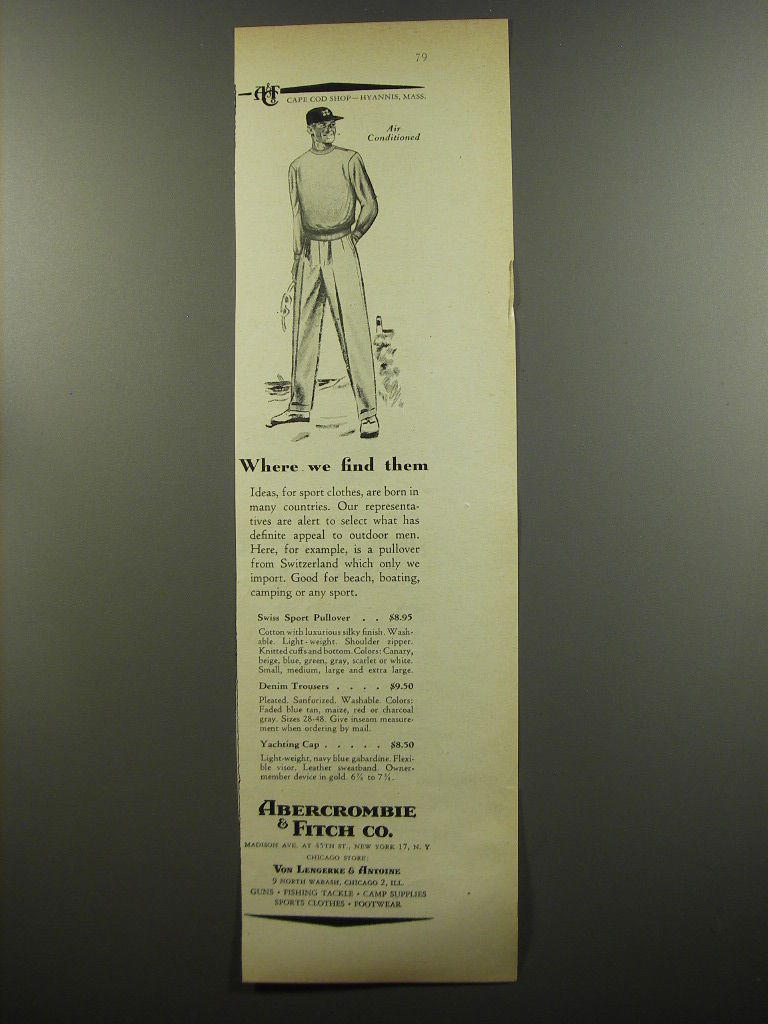 79
A&F
CAPE COD SHOP—HYANNIS, MASS.
Air
Conditioned
Where we find them
Ideas, for sport clothes, are born in
many countries. Our representa-
tives are alert to select what has
definite appeal to outdoor men.
Here, for example, is a pullover
from Switzerland which only we
import. Good for beach, boating,
camping or any sport.
Swiss Sport Pullover . . $8.95
Cotton with luxurious silky finish. Wash-
able. Light-weight. Shoulder zipper.
Knitted cuffs and bottom. Colors: Canary,
beige, blue, green, gray, scarlet or white.
Small, medium, large and extra large.
Denim Trousers . . . . $9.50
Pleated. Sanforized. Washable. Colors:
Faded blue tan, maize, red or charcoal
gray. Sizes 28-48. Give inseam measure-
ment when ordering by mail.
Yachting Cap . . . . . $8.50
Light-weight, navy blue gabardine. Flexi-
ble visor. Leather sweatband. Owner-
member device in gold.
ABERCROMBIE
& FITCH CO.
MADISON AVE. AT 45TH ST., NEW YORK 17, N. Y.
CHICAGO STORE:
VON LENGERKE & ANTOINE
9 NORTH WABASH, CHICAGO 2, ILL.
GUNS • FISHING TACKLE • CAMP SUPPLIES
SPORTS CLOTHES • FOOTWEAR